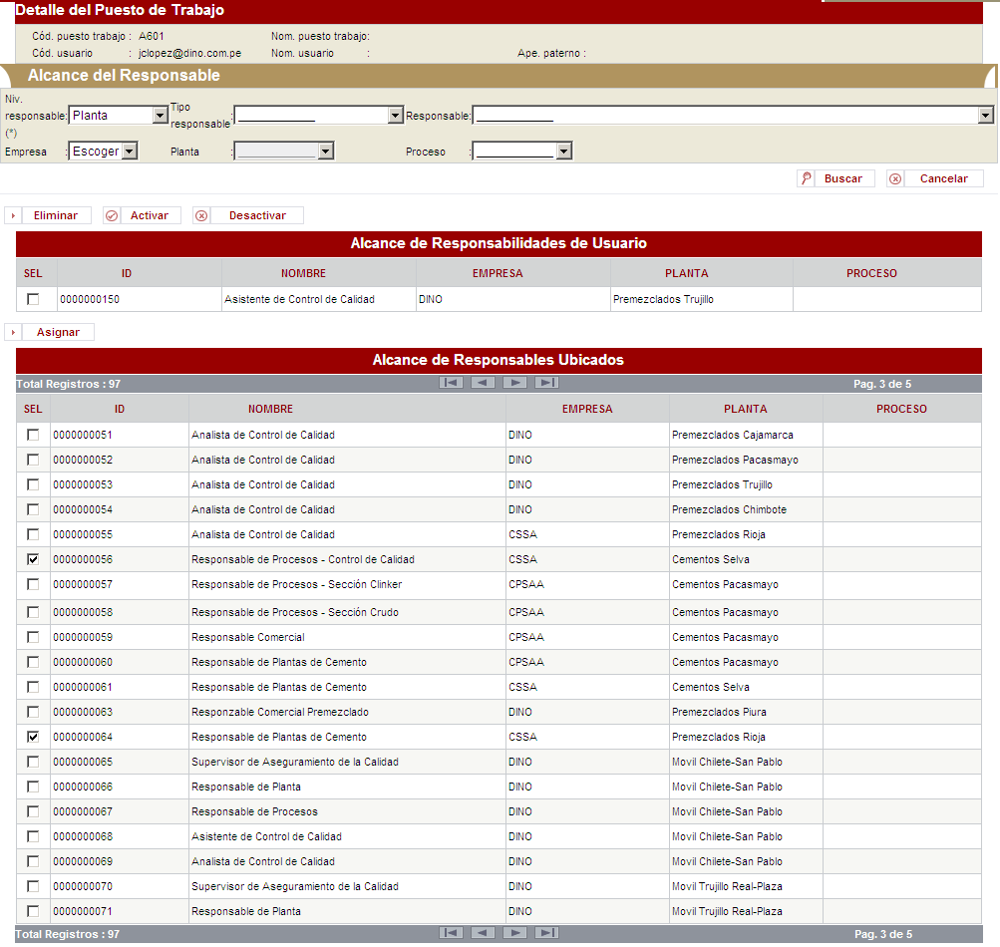 Detalle del Puesto de Trabajo
Cód. puesto trabajo : A601 Nom. puesto trabajo:
Cód. usuario : jclopez@dino.com.pe Nom. usuario : Ape. paterno :
Alcance del Responsable
Niv. responsable: (*) Planta Tipo responsable : Responsable:
Empresa : Escoger Planta : Proceso :
Buscar Cancelar
Eliminar Activar Desactivar
Alcance de Responsabilidades de Usuario
SEL ID NOMBRE EMPRESA PLANTA PROCESO
0000000150 Asistente de Control de Calidad DINO Premezclados Trujillo
Asignar
Alcance de Responsables Ubicados
Total Registros : 97 Pag. 3 de 5
SEL ID NOMBRE EMPRESA PLANTA PROCESO
0000000051 Analista de Control de Calidad DINO Premezclados Cajamarca
0000000052 Analista de Control de Calidad DINO Premezclados Pacasmayo
0000000053 Analista de Control de Calidad DINO Premezclados Trujillo
0000000054 Analista de Control de Calidad DINO Premezclados Chimbote
0000000055 Analista de Control de Calidad CSSA Premezclados Rioja
0000000056 Responsable de Procesos - Control de Calidad CSSA Cementos Selva
0000000057 Responsable de Procesos - Sección Clinker CPSAA Cementos Pacasmayo
0000000058 Responsable de Procesos - Sección Crudo CPSAA Cementos Pacasmayo
0000000059 Responsable Comercial CPSAA Cementos Pacasmayo
0000000060 Responsable de Plantas de Cemento CPSAA Cementos Pacasmayo
0000000061 Responsable de Plantas de Cemento CSSA Cementos Selva
0000000063 Responzable Comercial Premezclado DINO Premezclados Piura
0000000064 Responsable de Plantas de Cemento CSSA Premezclados Rioja
0000000065 Supervisor de Aseguramiento de la Calidad DINO Movil Chilete-San Pablo
0000000066 Responsable de Planta DINO Movil Chilete-San Pablo
0000000067 Responsable de Procesos DINO Movil Chilete-San Pablo
0000000068 Asistente de Control de Calidad DINO Movil Chilete-San Pablo
0000000069 Analista de Control de Calidad DINO Movil Chilete-San Pablo
0000000070 Supervisor de Aseguramiento de la Calidad DINO Movil Trujillo Real-Plaza
0000000071 Responsable de Planta DINO Movil Trujillo Real-Plaza
Total Registros : 97 Pag. 3 de 5